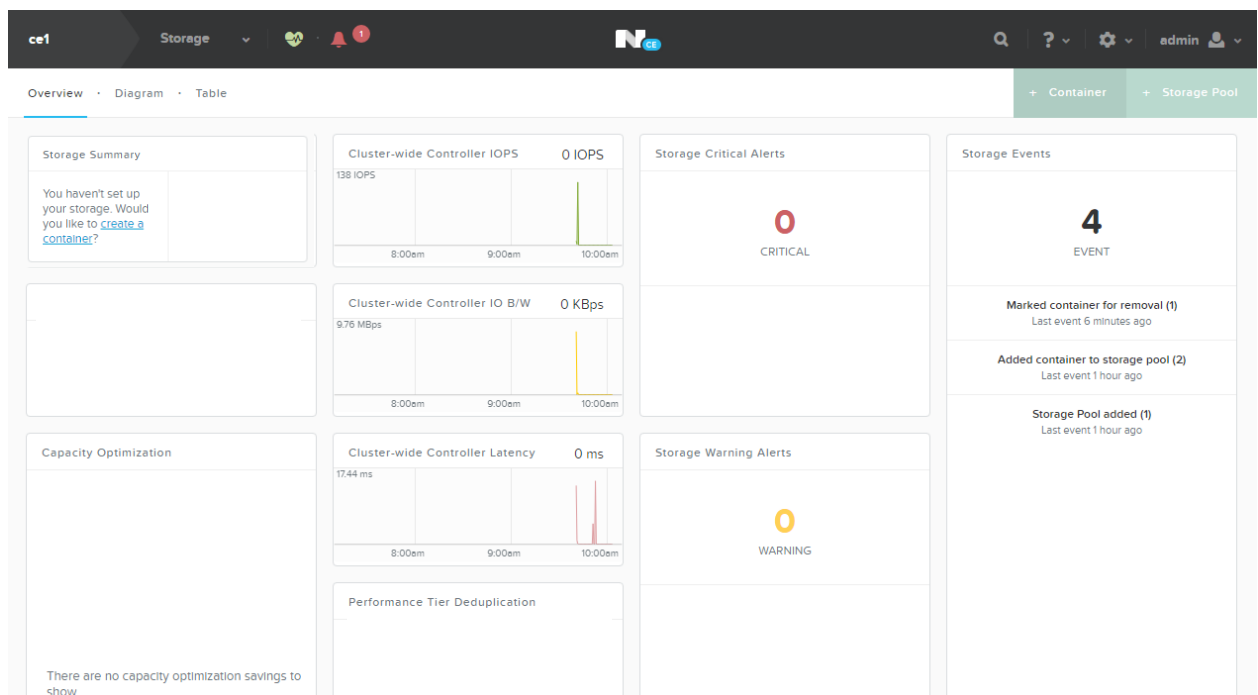 ce1
Storage
1
N CE
?
admin
Overview · Diagram · Table
+ Container
+ Storage Pool
Storage Summary
You haven't set up
your storage. Would
you like to create a
container?
Cluster-wide Controller IOPS 0 IOPS
138 IOPS
8:00am 9:00am 10:00am
Cluster-wide Controller IO B/W 0 KBps
9.76 MBps
8:00am 9:00am 10:00am
Capacity Optimization
There are no capacity optimization savings to
show
Cluster-wide Controller Latency 0 ms
17.44 ms
8:00am 9:00am 10:00am
Performance Tier Deduplication
Storage Critical Alerts
0
CRITICAL
Storage Warning Alerts
0
WARNING
Storage Events
4
EVENT
Marked container for removal (1)
Last event 6 minutes ago
Added container to storage pool (2)
Last event 1 hour ago
Storage Pool added (1)
Last event 1 hour ago